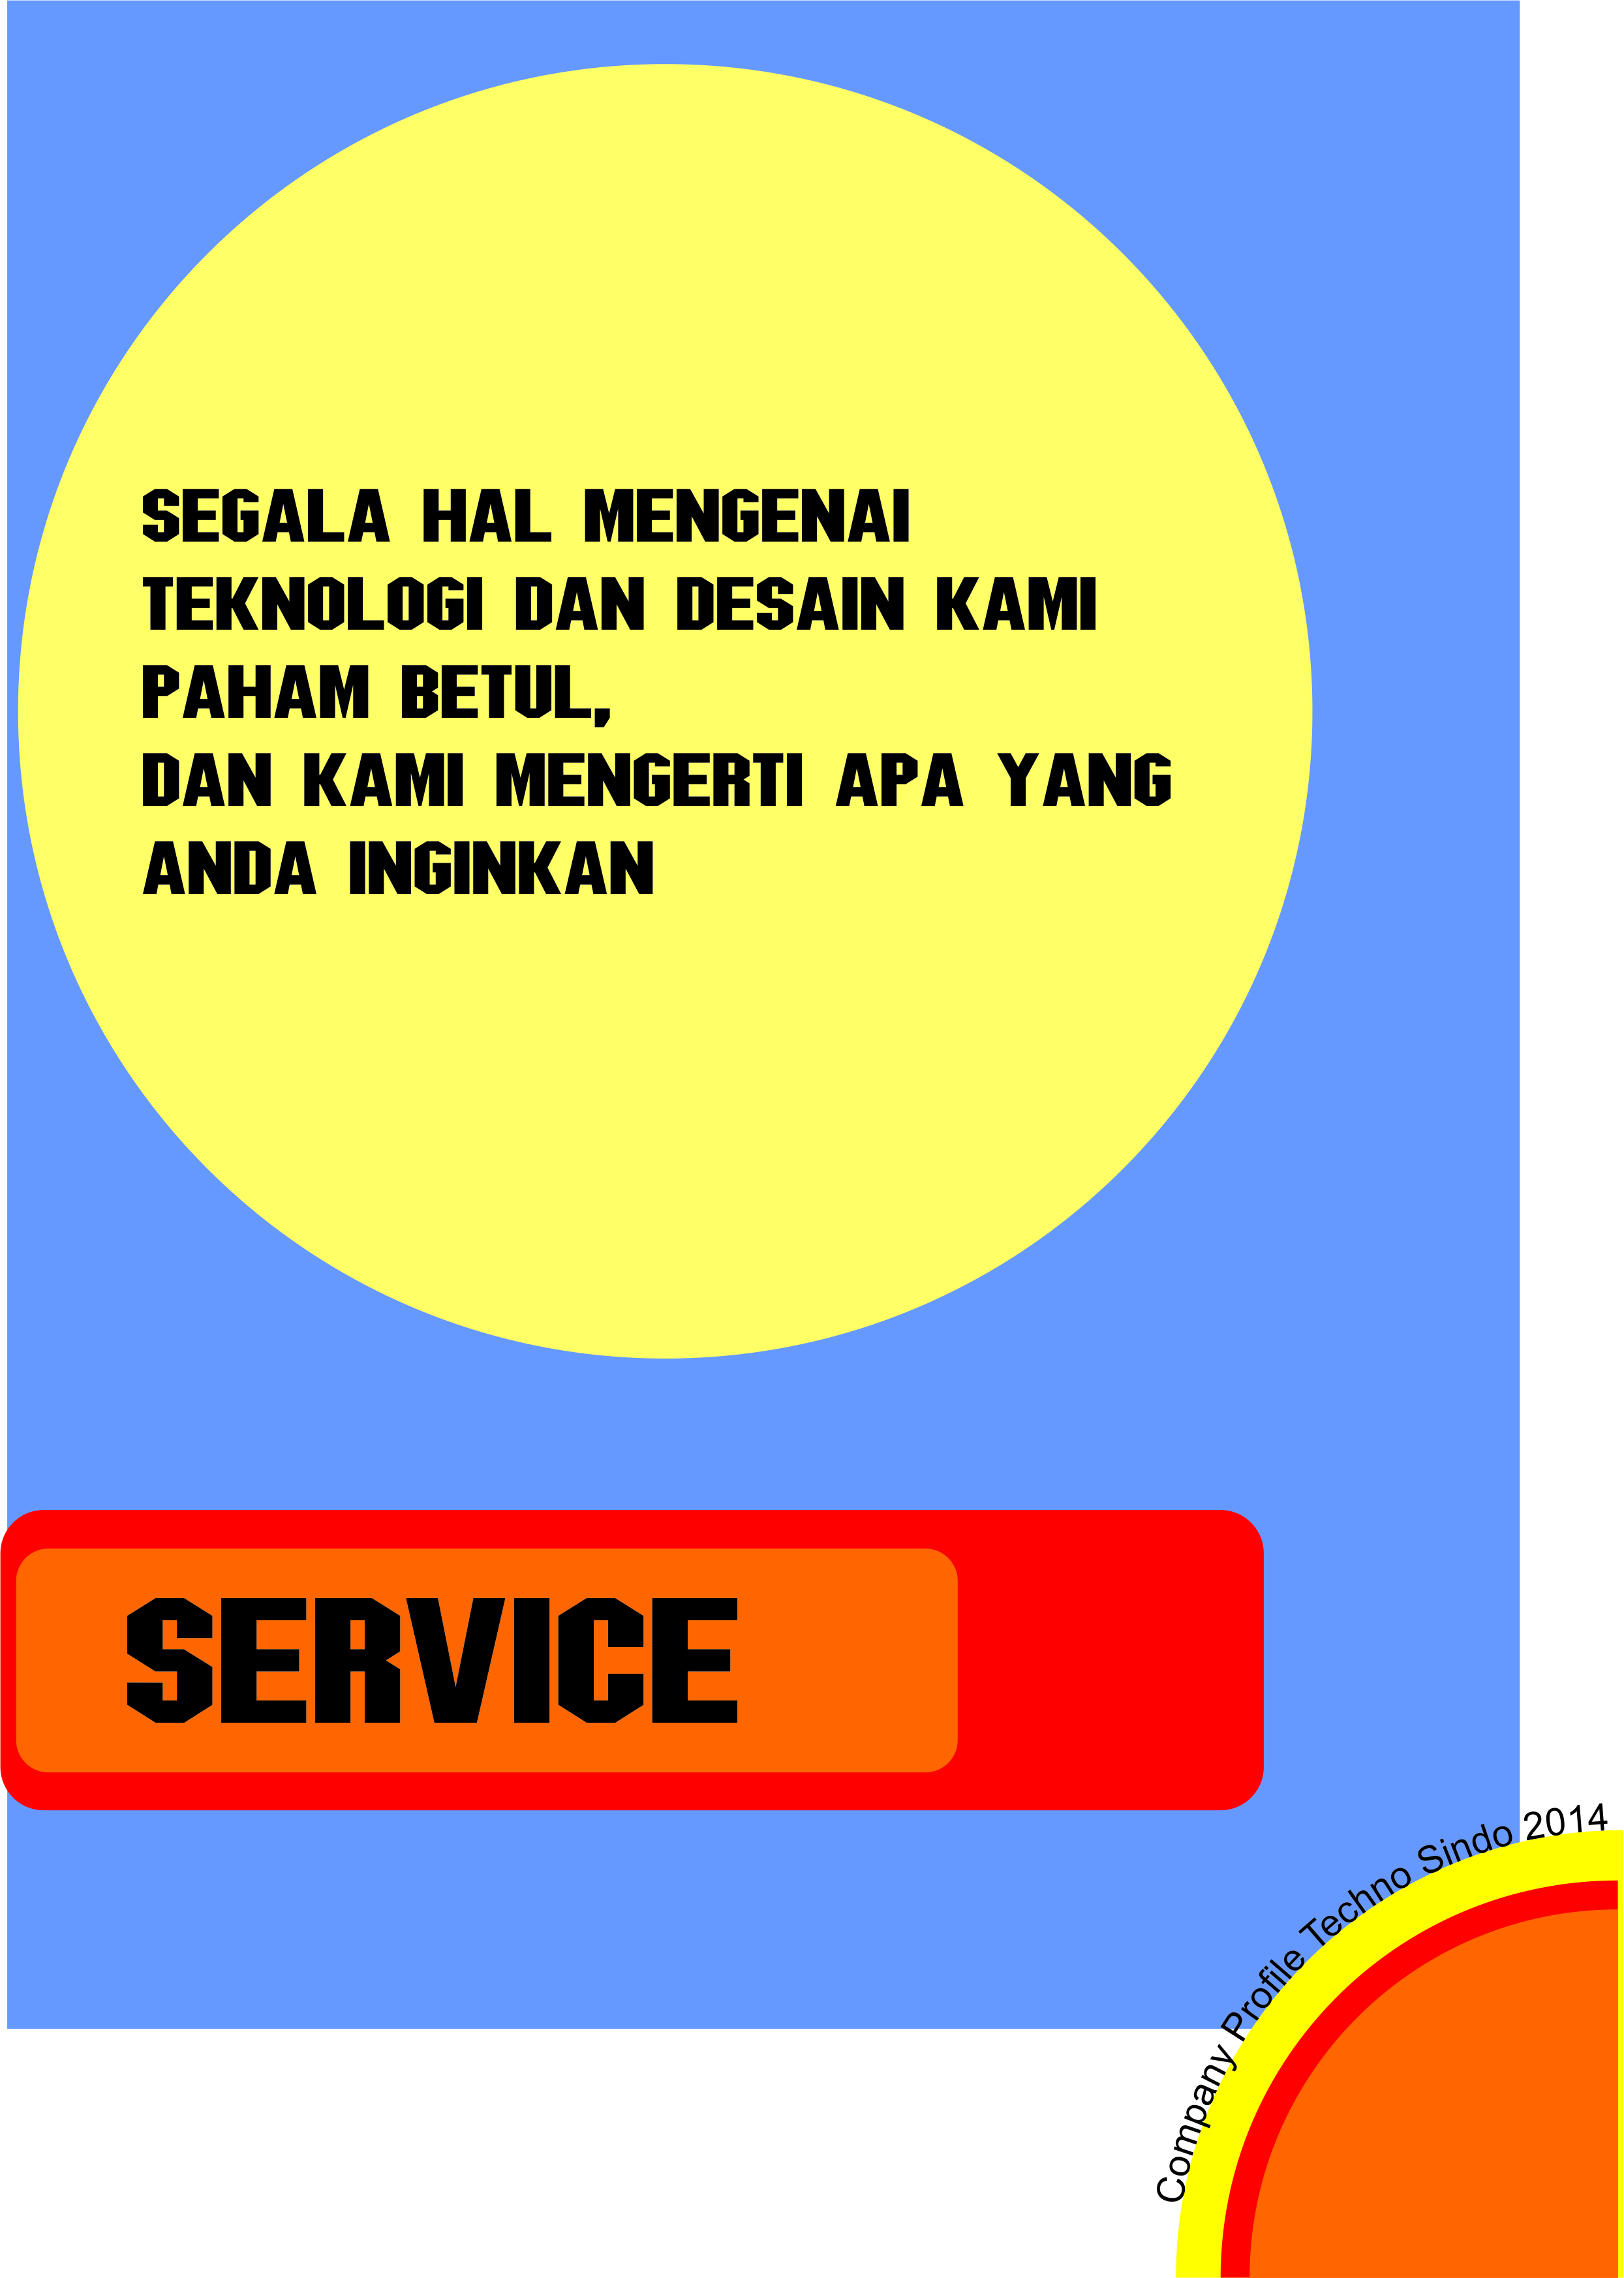 SEGALA HAL MENGENAI
TEKNOLOGI DAN DESAIN KAMI
PAHAM BETUL,
DAN KAMI MENGERTI APA YANG
ANDA INGINKAN
SERVICE
Company Profile Techno Sindo 2014